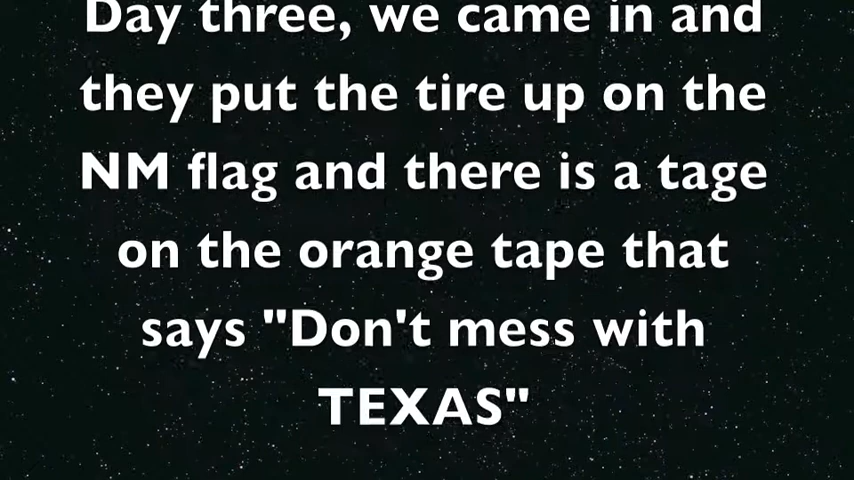 Day three, we came in and
they put the tire up on the
NM flag and there is a tage
on the orange tape that
says "Don't mess with
TEXAS"